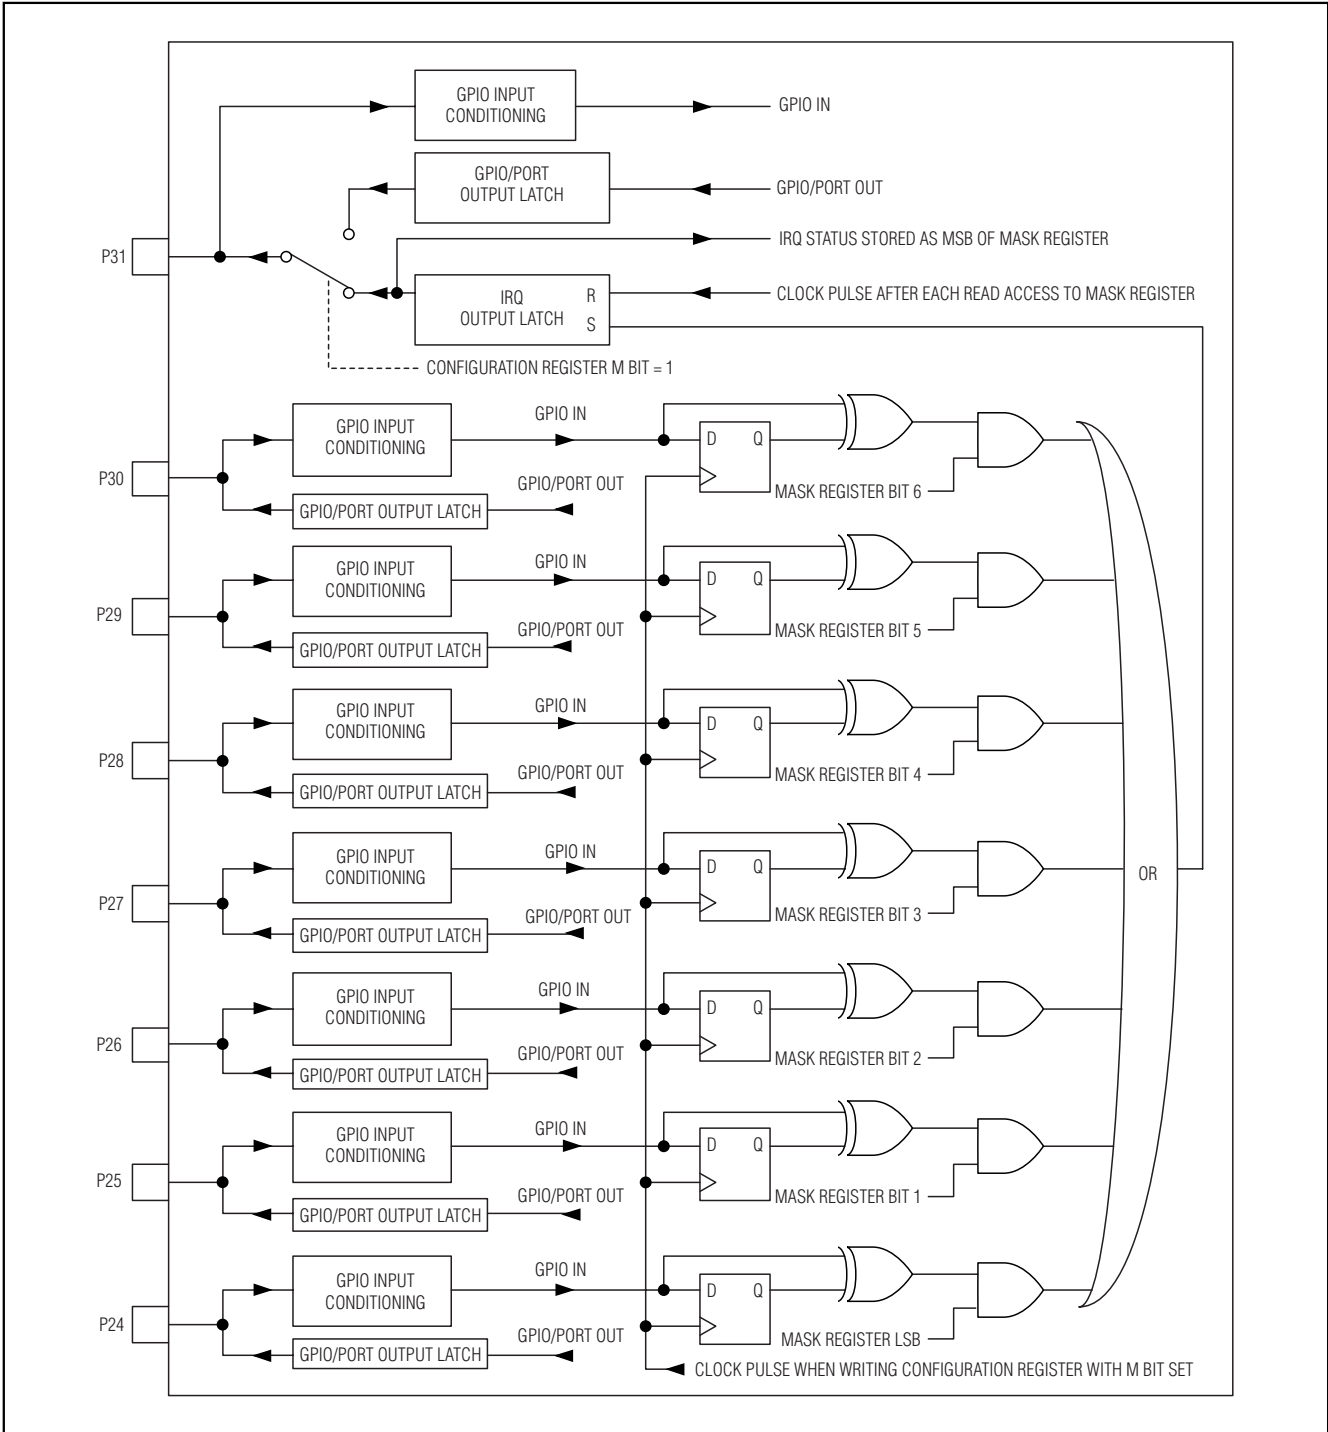 GPIO INPUT
CONDITIONING
GPIO IN
GPIO/PORT
OUTPUT LATCH
GPIO/PORT OUT
P31
IRQ STATUS STORED AS MSB OF MASK REGISTER
IRQ
OUTPUT LATCH
R
S
CLOCK PULSE AFTER EACH READ ACCESS TO MASK REGISTER
CONFIGURATION REGISTER M BIT = 1
P30
GPIO INPUT
CONDITIONING
GPIO IN
GPIO/PORT OUTPUT LATCH
GPIO/PORT OUT
D Q
MASK REGISTER BIT 6
P29
GPIO INPUT
CONDITIONING
GPIO IN
GPIO/PORT OUTPUT LATCH
GPIO/PORT OUT
D Q
MASK REGISTER BIT 5
P28
GPIO INPUT
CONDITIONING
GPIO IN
GPIO/PORT OUTPUT LATCH
GPIO/PORT OUT
D Q
MASK REGISTER BIT 4
P27
GPIO INPUT
CONDITIONING
GPIO IN
GPIO/PORT OUTPUT LATCH
GPIO/PORT OUT
D Q
MASK REGISTER BIT 3
OR
P26
GPIO INPUT
CONDITIONING
GPIO IN
GPIO/PORT OUTPUT LATCH
GPIO/PORT OUT
D Q
MASK REGISTER BIT 2
P25
GPIO INPUT
CONDITIONING
GPIO IN
GPIO/PORT OUTPUT LATCH
GPIO/PORT OUT
D Q
MASK REGISTER BIT 1
P24
GPIO INPUT
CONDITIONING
GPIO IN
GPIO/PORT OUTPUT LATCH
GPIO/PORT OUT
D Q
MASK REGISTER LSB
CLOCK PULSE WHEN WRITING CONFIGURATION REGISTER WITH M BIT SET